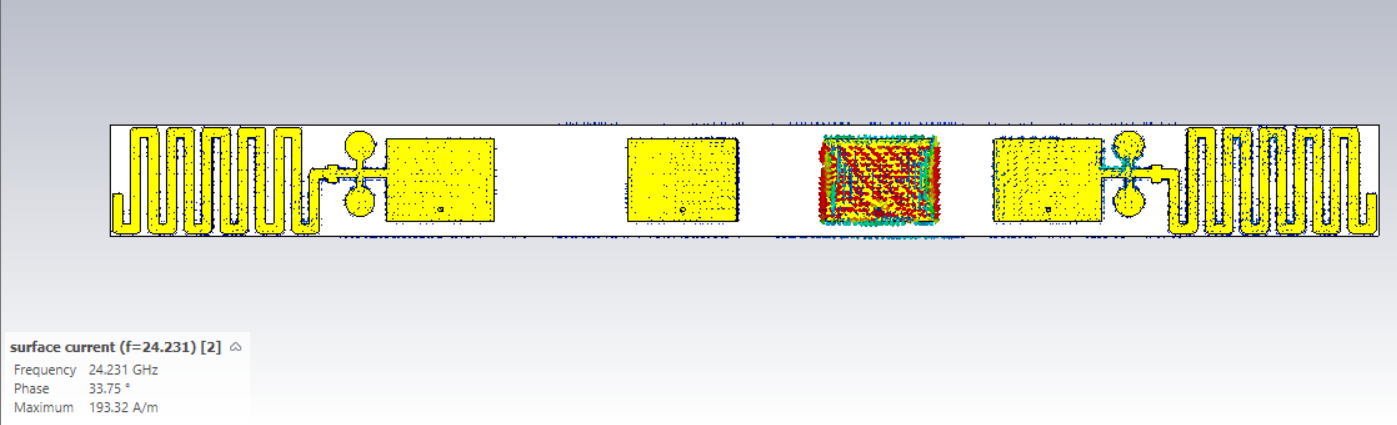 surface current (f=24.231) [2]
Frequency 24.231 GHz
Phase 33.75 °
Maximum 193.32 A/m